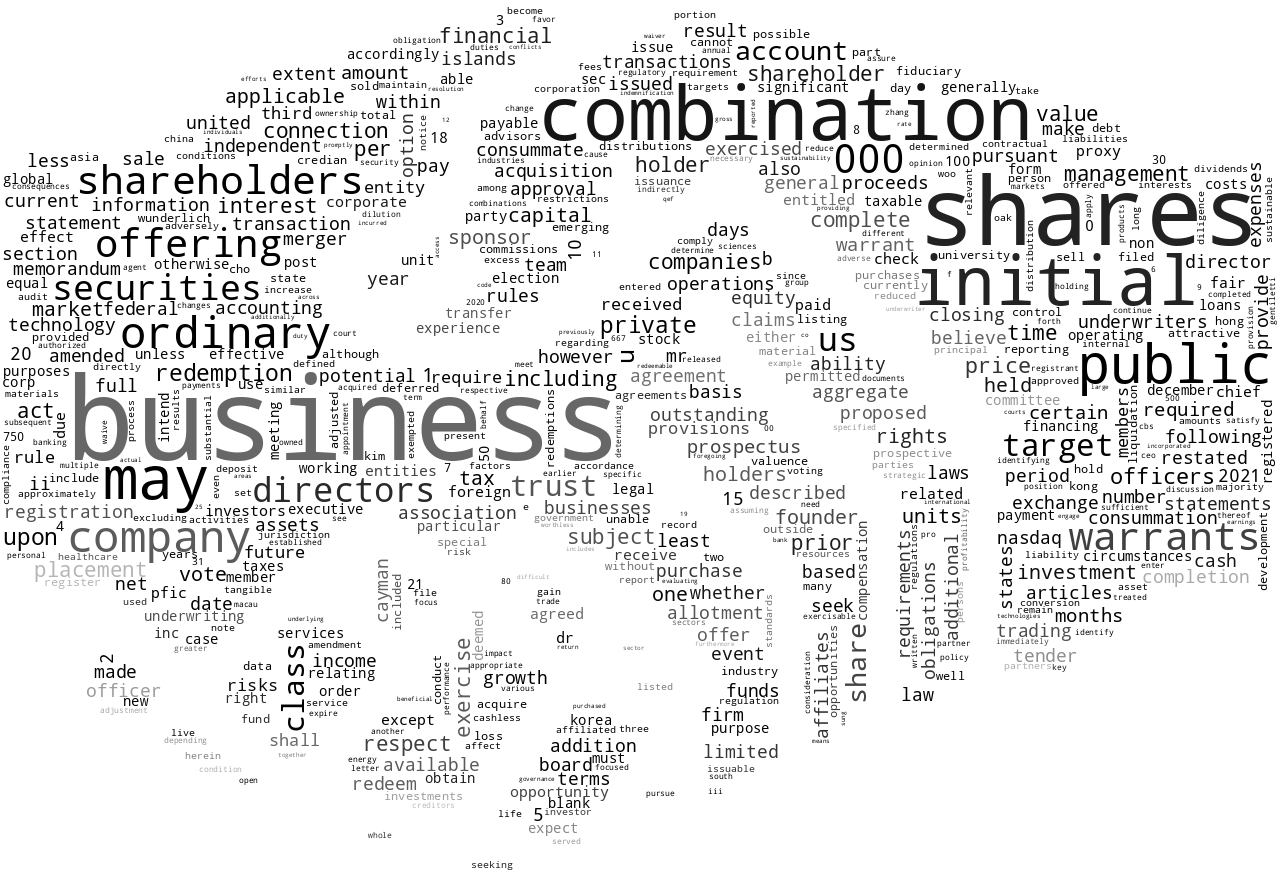 become
3 favor
obligation financial
duties conflicts
accordingly islands
efforts extent amount able
sold maintain resolution
applicable within
third ownership total
united connection option notice 12
individuals 18
china independent promptly per
less asia sale conditions credian security pay
global shareholders entity
consequences
current information interest corporate
statement wunderlich transaction dilution
adversely incurred
effect offering merger
section
memorandum agent otherwise cho post
equal securities state
audit increase
market federal changes accounting across
technology additionally
provided ordinary duty court
authorized
20 amended unless effective although
purposes directly defined
corp redemption potential 1
materials full payments use similar acquired deferred
act waive process intend results substantial meeting owned adjusted appointment exempted
subsequent due
750 banking business
rule actual kim
compliance multiple
ii include may even deposit areas working entities
approximately set directors
registration 25 investors executive
excluding activities see
upon 4 company assets jurisdiction established
personal healthcare years future
31 taxes
placement vote member
register net pfic tangible
used date macau
underwriting note
inc case services underlying
greater amendment
2 data income
made risks class relating
officer right order
new service
adjustment fund expire
live shall
depending
herein together
condition
open
portion
waiver result possible
annual cannot
issue account part
transactions assure
fees regulatory requirement shareholder fiduciary
sec targets
corporation issued significant day generally take
indemnification
change combination value
payable gross reported zhang rate 8 make debt
advisors determined liabilities
consummate cause distributions exercised reduce contractual proxy
industries necessary sustainability 000 opinion 100 pursuant 30
acquisition holder also woo form management dividends
among issuance general proceeds person offered interests costs
combinations approval indirectly entitled taxable relevant markets
restrictions qef providing
party capital complete shares oak apply 0 products long diligence expenses sustainable
emerging different
sponsor days warrant non
commissions comply adverse check university sell filed director
excess team 10 11 determine sciences
unit access companies b purchases distribution 6 fair
election entered since currently f initial holding 9 completed
year code operations group reduced loans
2020 rules received equity paid underwriter continue provide provision gentiletti
transfer private claims listing closing control underwriters hong
experience previously stock either co us time forth operating attractive
regarding 667 believe internal
however u mr released material ability principal reporting public
meet redeemable example price registrant
require including agreement permitted documents held approved large
respective committee december chief
term behalf redemptions determining agreements basis aggregate courts certain 500 amounts satisfy
present 50 outstanding proposed financing members liquidation cbs required registered
provisions 00 specified target ceo incorporated following
foregoing rights identifying restated
earlier accordance prospectus prospective
7 factors valuence parties period hold officers 2021
tax specific holders voting strategic laws position kong discussion majority
foreign trust legal 15 described related exchange number statements
association e businesses need international sufficient
particular government unable 19 assuming founder units payment engage consummation thereof
worthless record outside earnings
special subject least bank prior pro nasdaq warrants
risk includes resources
without receive two based requirements regulations profitability states liability circumstances
report purchase many enter cash
80 difficult evaluating investment completion development
cayman included 21 file gain one whether compensation articles asset treated
focus trade seek exercisable obligations additional persons conversion
agreed allotment sectors standards share remain months
deemed dr return offer written technologies
furthermore affiliates opportunities partner trading identify
sector event consideration policy immediately
exercise impact well tender
appropriate industry partners key
conduct performance growth various listed funds law
beneficial acquire purchased regulation sung
cashless firm
except another loss korea purpose means
affect affiliated three
respect addition limited
energy available board must
letter governance focused issuable
redeem obtain terms south
investments opportunity pursue iii
creditors blank
life 5 investor
whole expect
served
seeking